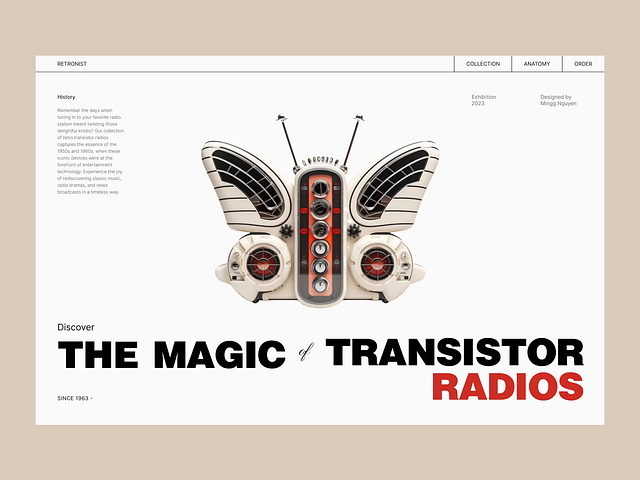 RETRONIST
COLLECTION
ANATOMY
ORDER
History
Remember the days when
tuning in to your favorite radio
station meant twisting those
delightful knobs? Our collection
of retro transistor radios
captures the essence of the
1950s and 1960s, when these
iconic devices were at the
forefront of entertainment
technology. Experience the joy
of rediscovering classic music,
radio dramas, and news
broadcasts in a timeless way.
Exhibition
2023
Designed by
Mingg Nguyen
Discover
THE MAGIC of TRANSISTOR
RADIOS
SINCE 1963 -